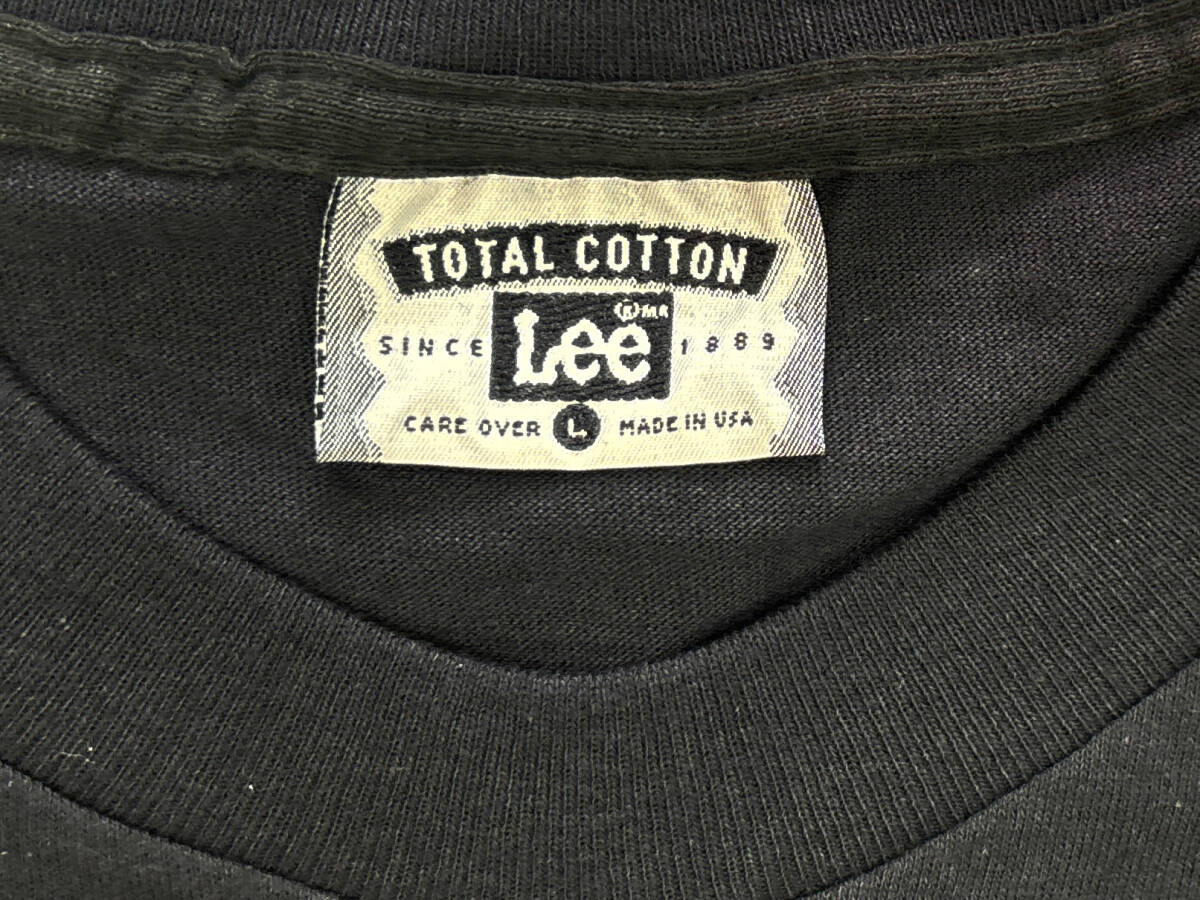 TOTAL COTTON
SINCE Lee ®MR 1889
CARE OVER L MADE IN USA